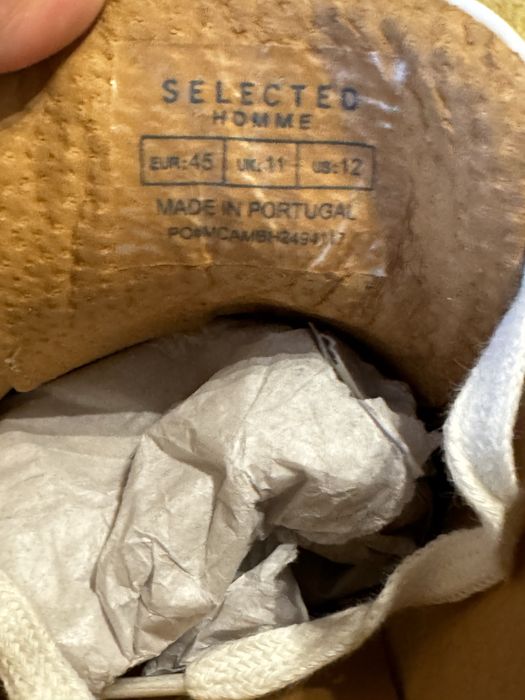 SELECTED
HOMME
EUR:45 UK:11 US:12
MADE IN PORTUGAL